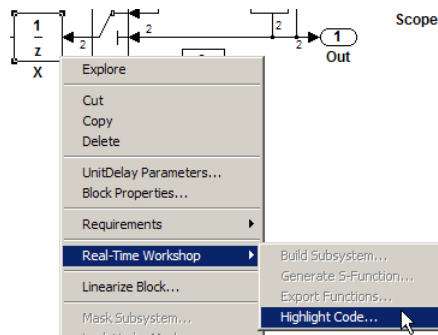 Scope
1
z
X
2
2
2
2
1
Out
Explore
Cut
Copy
Delete
UnitDelay Parameters...
Block Properties...
Requirements
Real-Time Workshop
Build Subsystem...
Generate S-Function...
Export Functions...
Highlight Code...
Linearize Block...
Mask Subsystem...